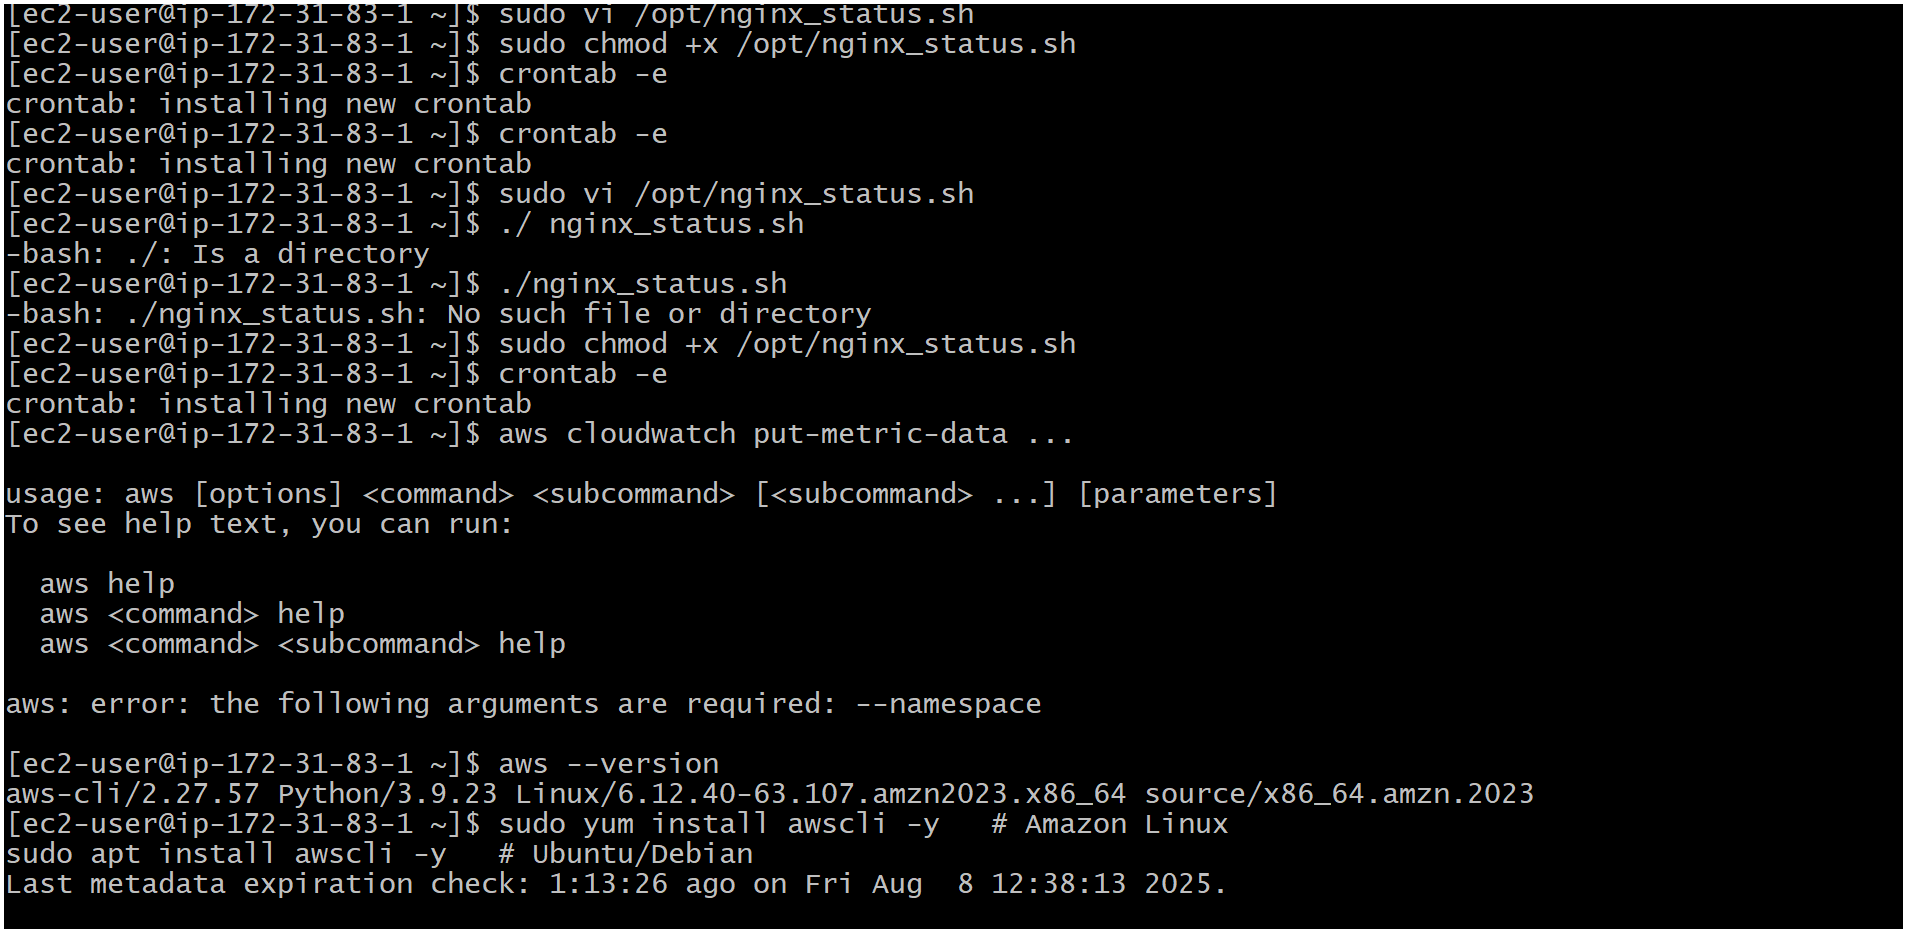 [ec2-user@ip-172-31-83-1 ~]$ sudo vi /opt/nginx_status.sh
[ec2-user@ip-172-31-83-1 ~]$ sudo chmod +x /opt/nginx_status.sh
[ec2-user@ip-172-31-83-1 ~]$ crontab -e
crontab: installing new crontab
[ec2-user@ip-172-31-83-1 ~]$ crontab -e
crontab: installing new crontab
[ec2-user@ip-172-31-83-1 ~]$ sudo vi /opt/nginx_status.sh
[ec2-user@ip-172-31-83-1 ~]$ ./ nginx_status.sh
-bash: ./: Is a directory
[ec2-user@ip-172-31-83-1 ~]$ ./nginx_status.sh
-bash: ./nginx_status.sh: No such file or directory
[ec2-user@ip-172-31-83-1 ~]$ sudo chmod +x /opt/nginx_status.sh
[ec2-user@ip-172-31-83-1 ~]$ crontab -e
crontab: installing new crontab
[ec2-user@ip-172-31-83-1 ~]$ aws cloudwatch put-metric-data ...

usage: aws [options] <command> <subcommand> [<subcommand> ...] [parameters]
To see help text, you can run:

  aws help
  aws <command> help
  aws <command> <subcommand> help

aws: error: the following arguments are required: --namespace

[ec2-user@ip-172-31-83-1 ~]$ aws --version
aws-cli/2.27.57 Python/3.9.23 Linux/6.12.40-63.107.amzn2023.x86_64 source/x86_64.amzn.2023
[ec2-user@ip-172-31-83-1 ~]$ sudo yum install awscli -y   # Amazon Linux
sudo apt install awscli -y   # Ubuntu/Debian
Last metadata expiration check: 1:13:26 ago on Fri Aug  8 12:38:13 2025.